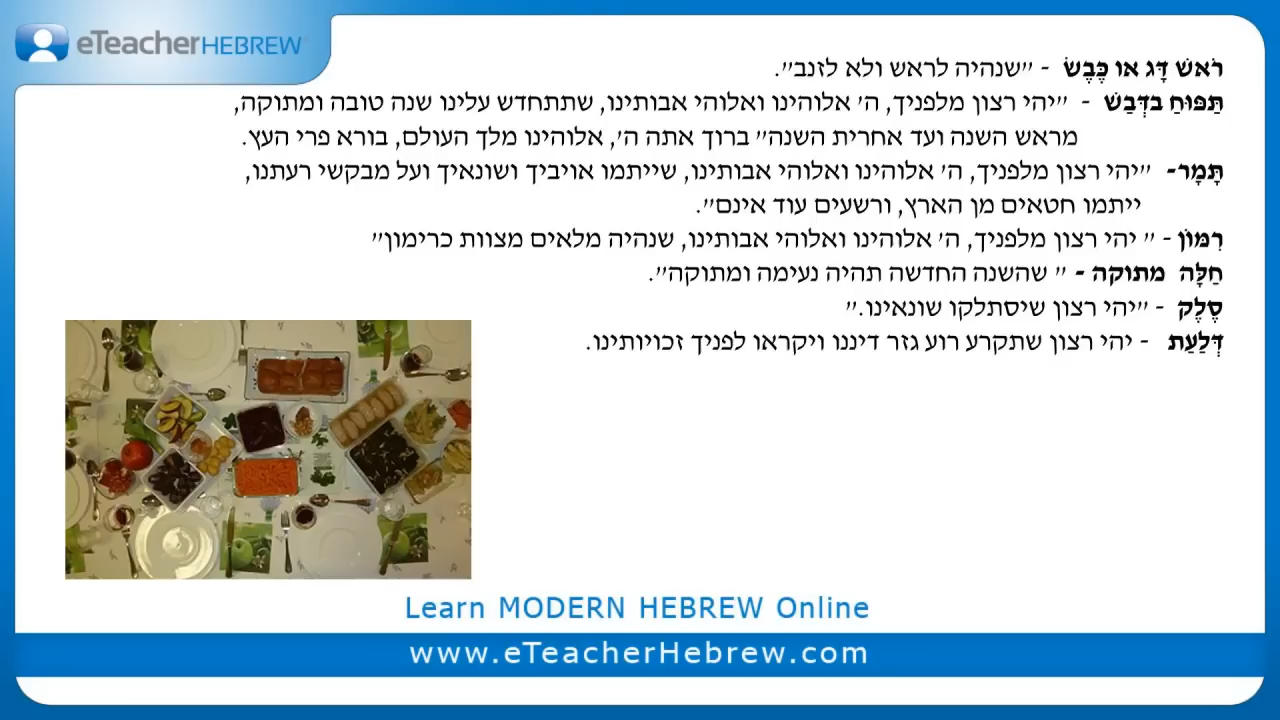 eTeacherHEBREW
רֹאשׁ דָּג או כֶּבֶשׂ - "שנהיה לראש ולא לזנב".
תַּפּוּחַ בדְּבַשׁ - "יהי רצון מלפניך, ה' אלוהינו ואלוהי אבותינו, שתתחדש עלינו שנה טובה ומתוקה,
מראש השנה ועד אחרית השנה" ברוך אתה ה', אלוהינו מלך העולם, בורא פרי העץ.
תָּמָר- "יהי רצון מלפניך, ה' אלוהינו ואלוהי אבותינו, שייתמו אויביך ושונאיך ועל מבקשי רעתנו,
ייתמו חטאים מן הארץ, ורשעים עוד אינם".
רִמּוֹן - " יהי רצון מלפניך, ה' אלוהינו ואלוהי אבותינו, שנהיה מלאים מצוות כרימון"
חַלָּה מתוקה - " שהשנה החדשה תהיה נעימה ומתוקה".
סֶלֶק - "יהי רצון שיסתלקו שונאינו."
דְּלַעַת - יהי רצון שתקרע רוע גזר דיננו ויקראו לפניך זכויותינו.
Learn MODERN HEBREW Online
www.eTeacherHebrew.com